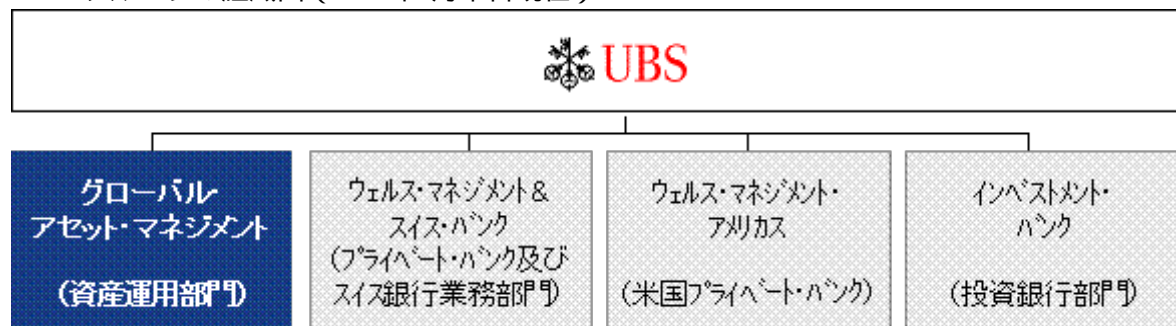 UBS
グローバル・
アセット・マネジメント
(資産運用部門)
ウェルス・マネジメント&
スイス・バンク
(プライベート・バンク及び
スイス銀行業務部門)
ウェルス・マネジメント・
アメリカス
(米国プライベート・バンク)
インベストメント・
バンク
(投資銀行部門)